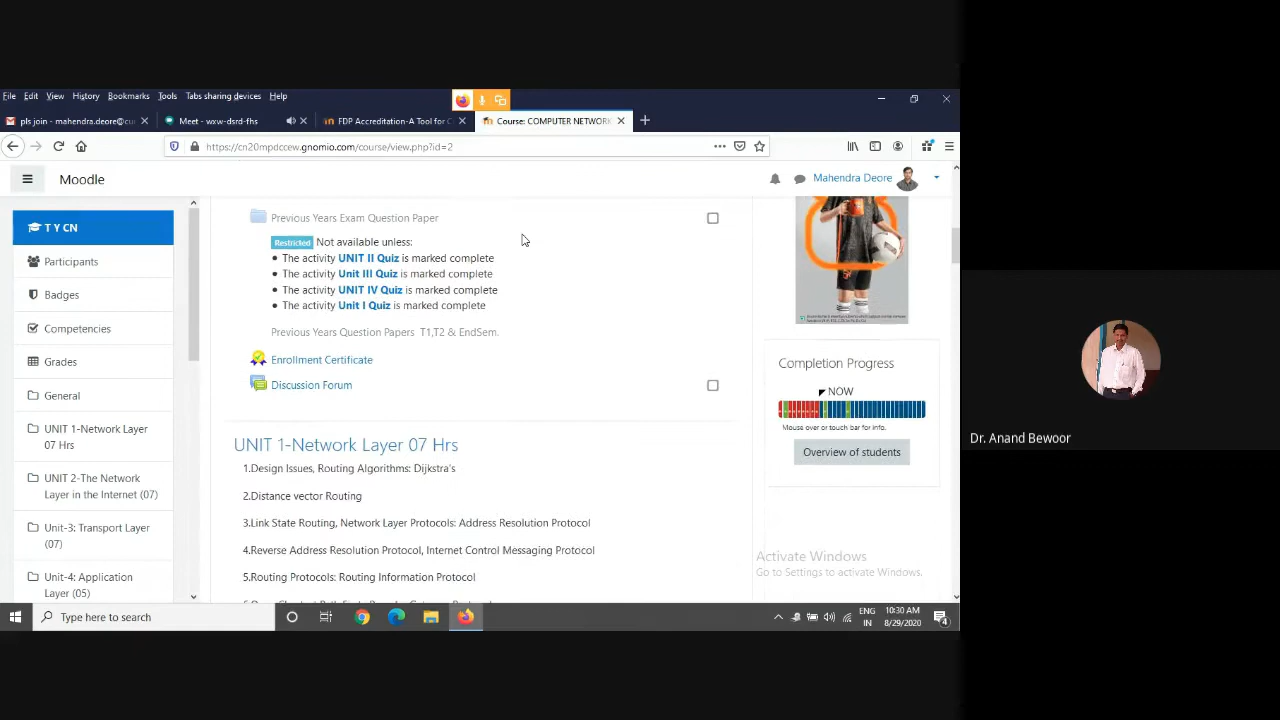 File Edit View History Bookmarks Tools Tabs sharing devices Help
pls join - mahendra.deore@cu
Meet - wxw-dsrd-fhs
FDP Accreditation-A Tool for C
Course: COMPUTER NETWORK
https://cn20mpdccew.gnomio.com/course/view.php?id=2
Moodle
Mahendra Deore
T Y CN
Participants
Badges
Competencies
Grades
General
UNIT 1-Network Layer
07 Hrs
UNIT 2-The Network
Layer in the Internet (07)
Unit-3: Transport Layer
(07)
Unit-4: Application
Layer (05)
Previous Years Exam Question Paper
Restricted Not available unless:
• The activity UNIT II Quiz is marked complete
• The activity Unit III Quiz is marked complete
• The activity UNIT IV Quiz is marked complete
• The activity Unit I Quiz is marked complete
Previous Years Question Papers T1,T2 & EndSem.
Enrollment Certificate
Discussion Forum
UNIT 1-Network Layer 07 Hrs
1.Design Issues, Routing Algorithms: Dijkstra's
2.Distance vector Routing
3.Link State Routing, Network Layer Protocols: Address Resolution Protocol
4.Reverse Address Resolution Protocol, Internet Control Messaging Protocol
5.Routing Protocols: Routing Information Protocol
Completion Progress
NOW
Mouse over or touch bar for info.
Overview of students
Activate Windows
Go to Settings to activate Windows.
Type here to search
ENG
IN
10:30 AM
8/29/2020
4
Dr. Anand Bewoor